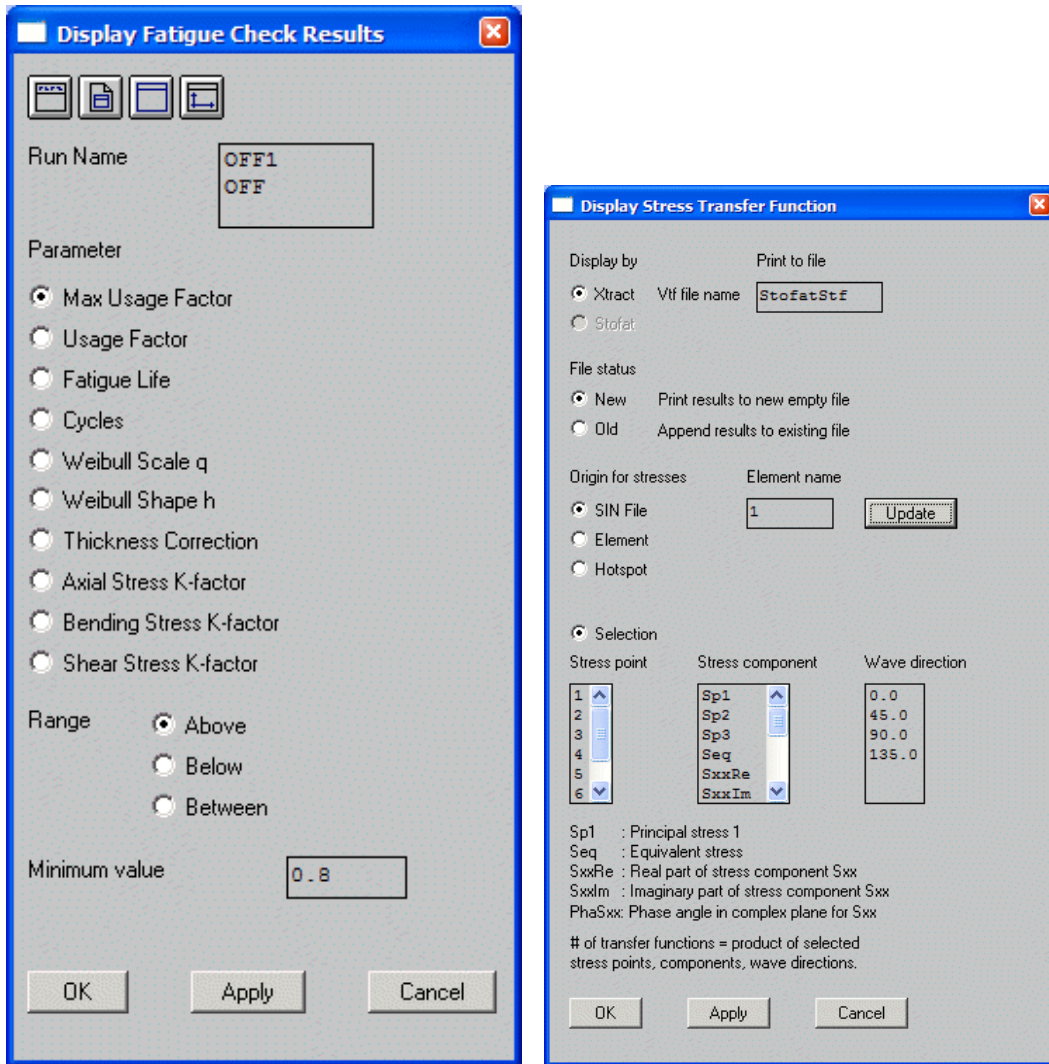 Display Fatigue Check Results
Run Name
OFF1
OFF
Parameter
Max Usage Factor
Usage Factor
Fatigue Life
Cycles
Weibull Scale q
Weibull Shape h
Thickness Correction
Axial Stress K-factor
Bending Stress K-factor
Shear Stress K-factor
Range
Above
Below
Between
Minimum value
0.8
OK Apply Cancel
Display Stress Transfer Function
Display by Print to file
Xtract Vtf file name StofatStf
Stofat
File status
New Print results to new empty file
Old Append results to existing file
Origin for stresses Element name
SIN File 1 Update
Element
Hotspot
Selection
Stress point Stress component Wave direction
1 Sp1 0.0
2 Sp2 45.0
3 Sp3 90.0
4 Seq 135.0
5 SxxRe
6 SxxIm
Sp1 : Principal stress 1
Seq : Equivalent stress
SxxRe : Real part of stress component Sxx
SxxIm : Imaginary part of stress component Sxx
PhaSxx: Phase angle in complex plane for Sxx
# of transfer functions = product of selected
stress points, components, wave directions.
OK Apply Cancel